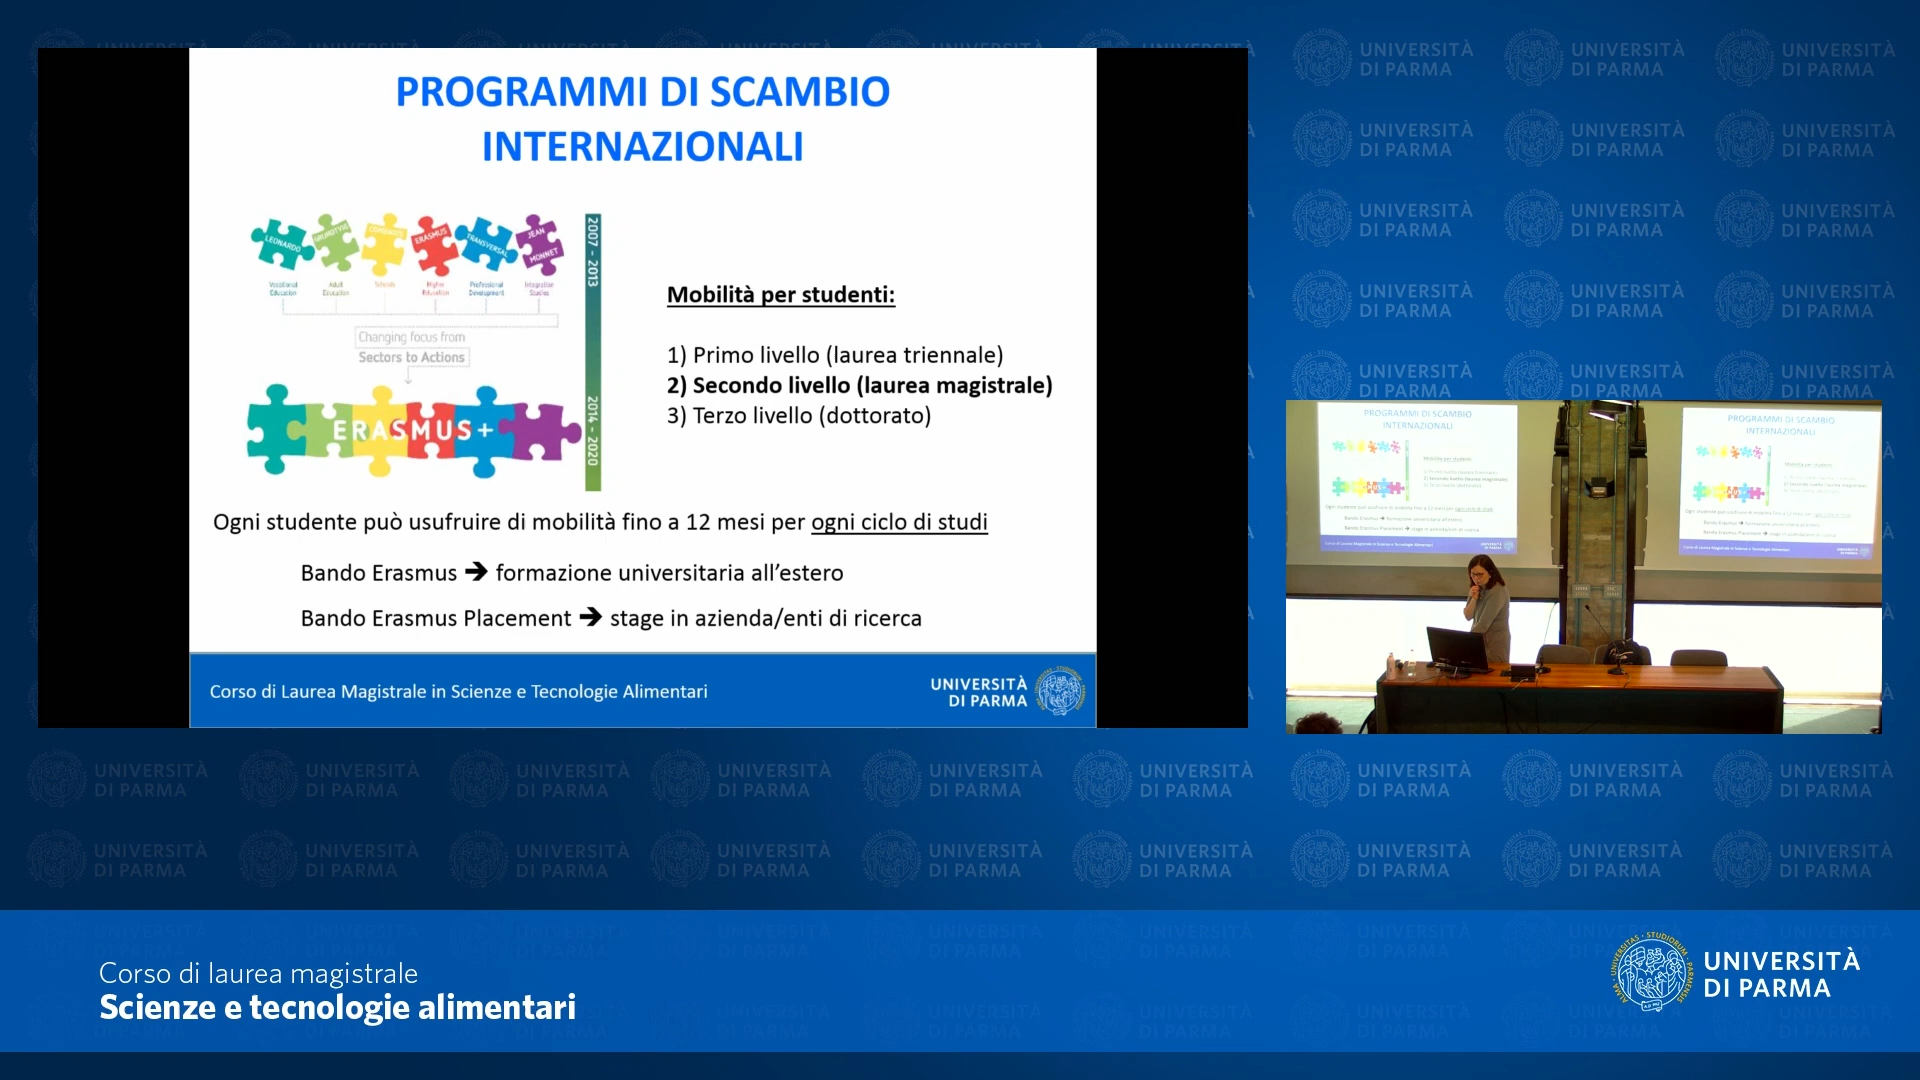 PROGRAMMI DI SCAMBIO
INTERNAZIONALI
LEONARDO
GRUNDTVIG
COMENIUS
ERASMUS
TRANSVERSAL
JEAN
MONNET
Vocational
Education
Adult
Education
Schools
Higher
Education
Professional
Development
Integration
Studies
Changing focus from
Sectors to Actions
ERASMUS+
2007 - 2013
2014 - 2020
Mobilità per studenti:
1) Primo livello (laurea triennale)
2) Secondo livello (laurea magistrale)
3) Terzo livello (dottorato)
Ogni studente può usufruire di mobilità fino a 12 mesi per ogni ciclo di studi
Bando Erasmus → formazione universitaria all’estero
Bando Erasmus Placement → stage in azienda/enti di ricerca
Corso di Laurea Magistrale in Scienze e Tecnologie Alimentari
UNIVERSITÀ
DI PARMA
Corso di laurea magistrale
Scienze e tecnologie alimentari
UNIVERSITÀ
DI PARMA